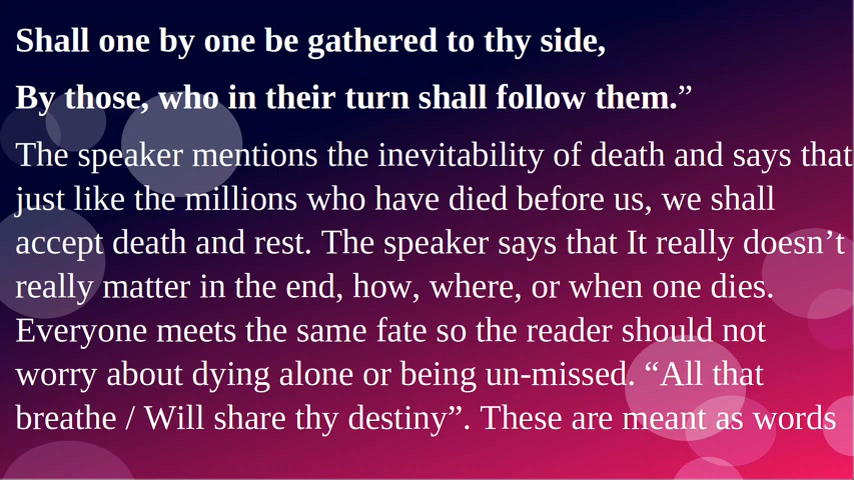 Shall one by one be gathered to thy side,
By those, who in their turn shall follow them.”
The speaker mentions the inevitability of death and says that
just like the millions who have died before us, we shall
accept death and rest. The speaker says that It really doesn’t
really matter in the end, how, where, or when one dies.
Everyone meets the same fate so the reader should not
worry about dying alone or being un-missed. “All that
breathe / Will share thy destiny”. These are meant as words